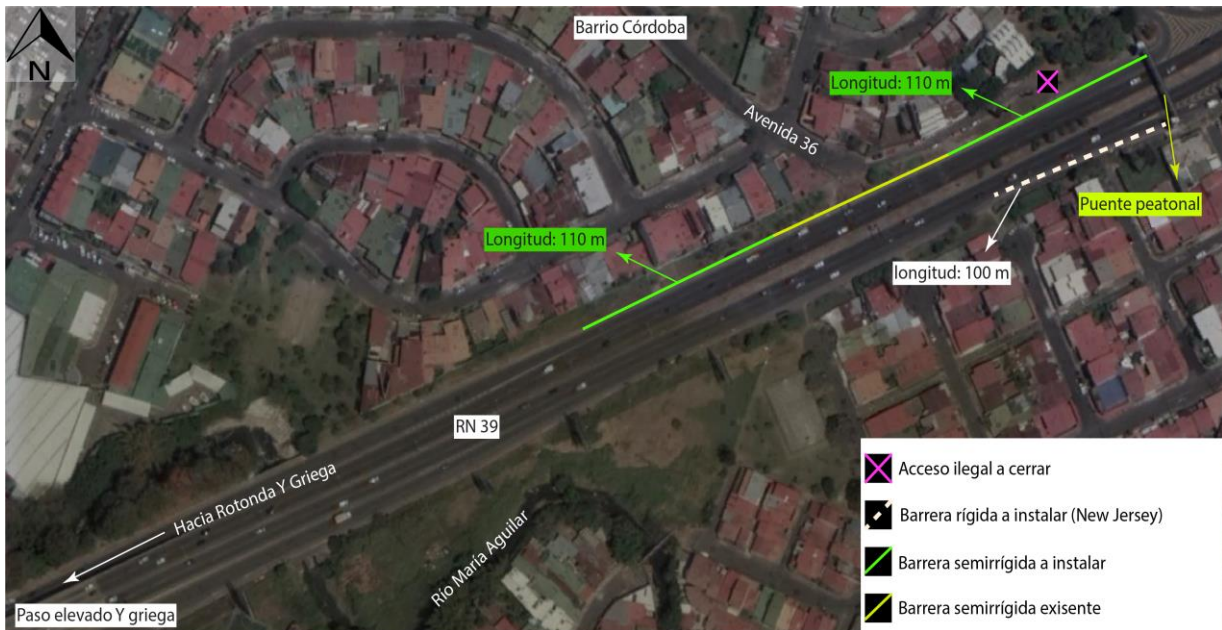 N
Barrio Córdoba
Longitud: 110 m
Avenida 36
Puente peatonal
Longitud: 110 m
longitud: 100 m
RN 39
Hacia Rotonda Y Griega
Río María Aguilar
Paso elevado Y griega
Acceso ilegal a cerrar
Barrera rígida a instalar (New Jersey)
Barrera semirrígida a instalar
Barrera semirrígida exisente